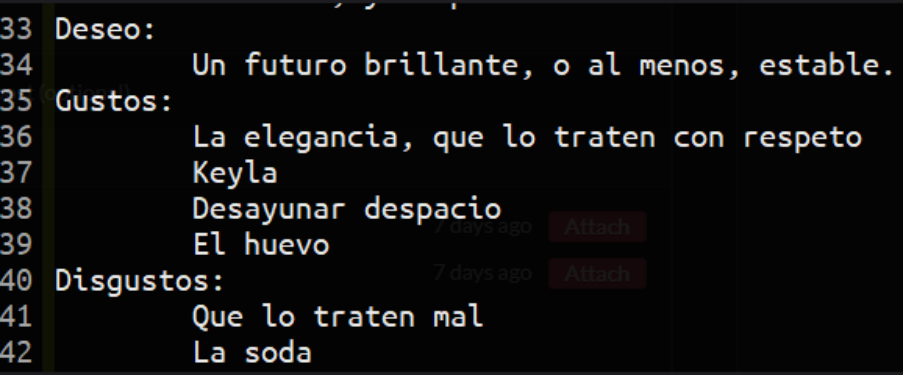 33 Deseo:
34 Un futuro brillante, o al menos, estable.
35 Gustos:
36 La elegancia, que lo traten con respeto
37 Keyla
38 Desayunar despacio
7 days ago Attach
39 El huevo
40 Disgustos:
7 days ago Attach
41 Que lo traten mal
42 La soda